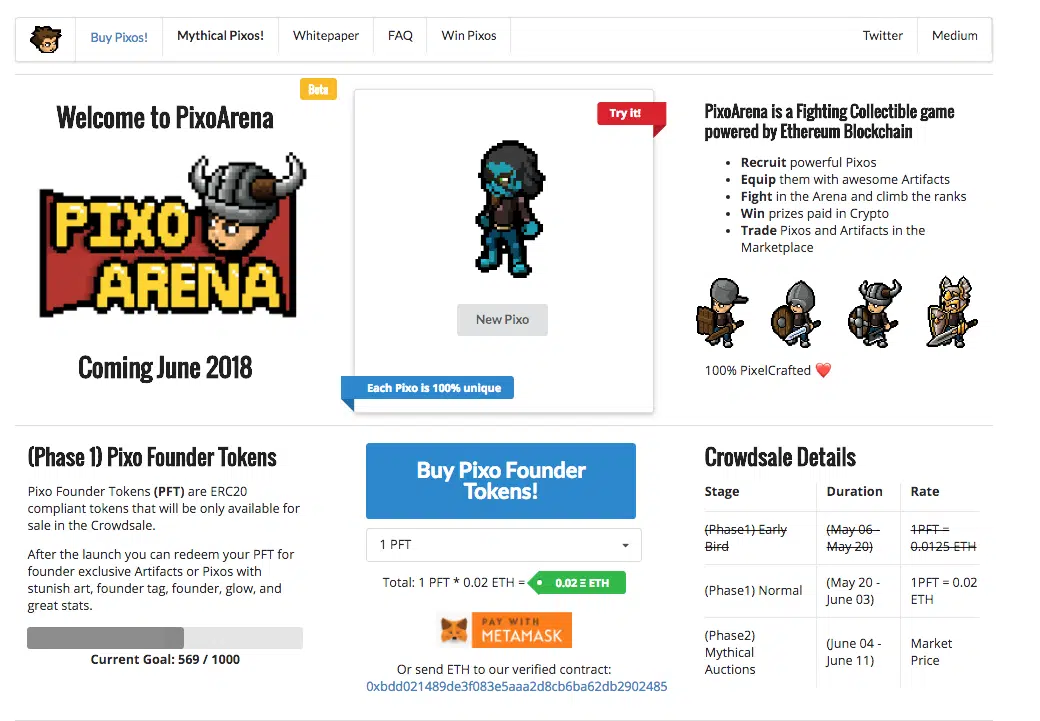 Buy Pixos!
Mythical Pixos!
Whitepaper
FAQ
Win Pixos
Twitter
Medium
Beta
Welcome to PixoArena
PIXO
ARENA
Coming June 2018
Try it!
New Pixo
Each Pixo is 100% unique
PixoArena is a Fighting Collectible game
powered by Ethereum Blockchain
Recruit powerful Pixos
Equip them with awesome Artifacts
Fight in the Arena and climb the ranks
Win prizes paid in Crypto
Trade Pixos and Artifacts in the
Marketplace
100% PixelCrafted ❤️
(Phase 1) Pixo Founder Tokens
Pixo Founder Tokens (PFT) are ERC20
compliant tokens that will be only available for
sale in the Crowdsale.
After the launch you can redeem your PFT for
founder exclusive Artifacts or Pixos with
stunish art, founder tag, founder, glow, and
great stats.
Current Goal: 569 / 1000
Buy Pixo Founder
Tokens!
1 PFT
Total: 1 PFT * 0.02 ETH =
0.02 Ξ ETH
PAY WITH
METAMASK
Or send ETH to our verified contract:
0xbdd021489de3f083e5aaa2d8cb6ba62db2902485
Crowdsale Details
Stage
Duration
Rate
(Phase1) Early
Bird
(May 06 -
May 20)
1PFT =
0.0125 ETH
(Phase1) Normal
(May 20 -
June 03)
1PFT = 0.02
ETH
(Phase2)
Mythical
Auctions
(June 04 -
June 11)
Market
Price